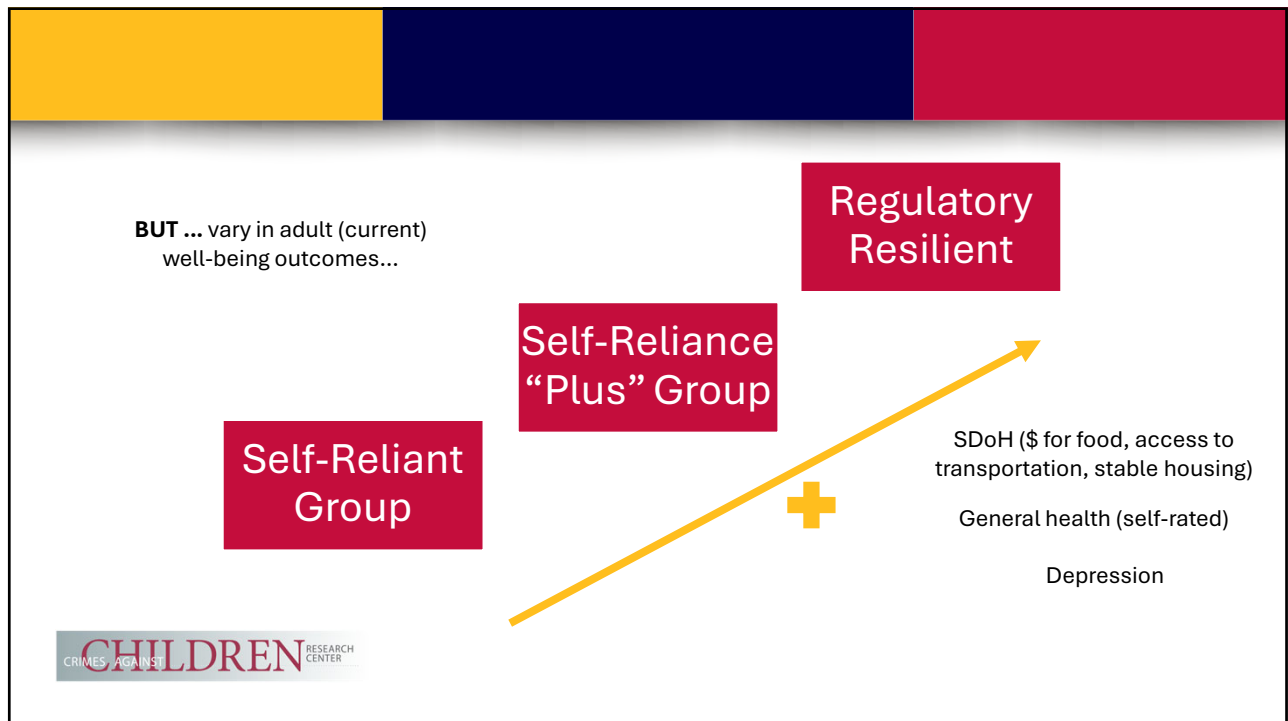 BUT ... vary in adult (current)
well-being outcomes...
Regulatory
Resilient
Self-Reliance
“Plus” Group
Self-Reliant
Group
SDoH ($ for food, access to
transportation, stable housing)
General health (self-rated)
Depression
CRIMES AGAINST CHILDREN RESEARCH
CENTER